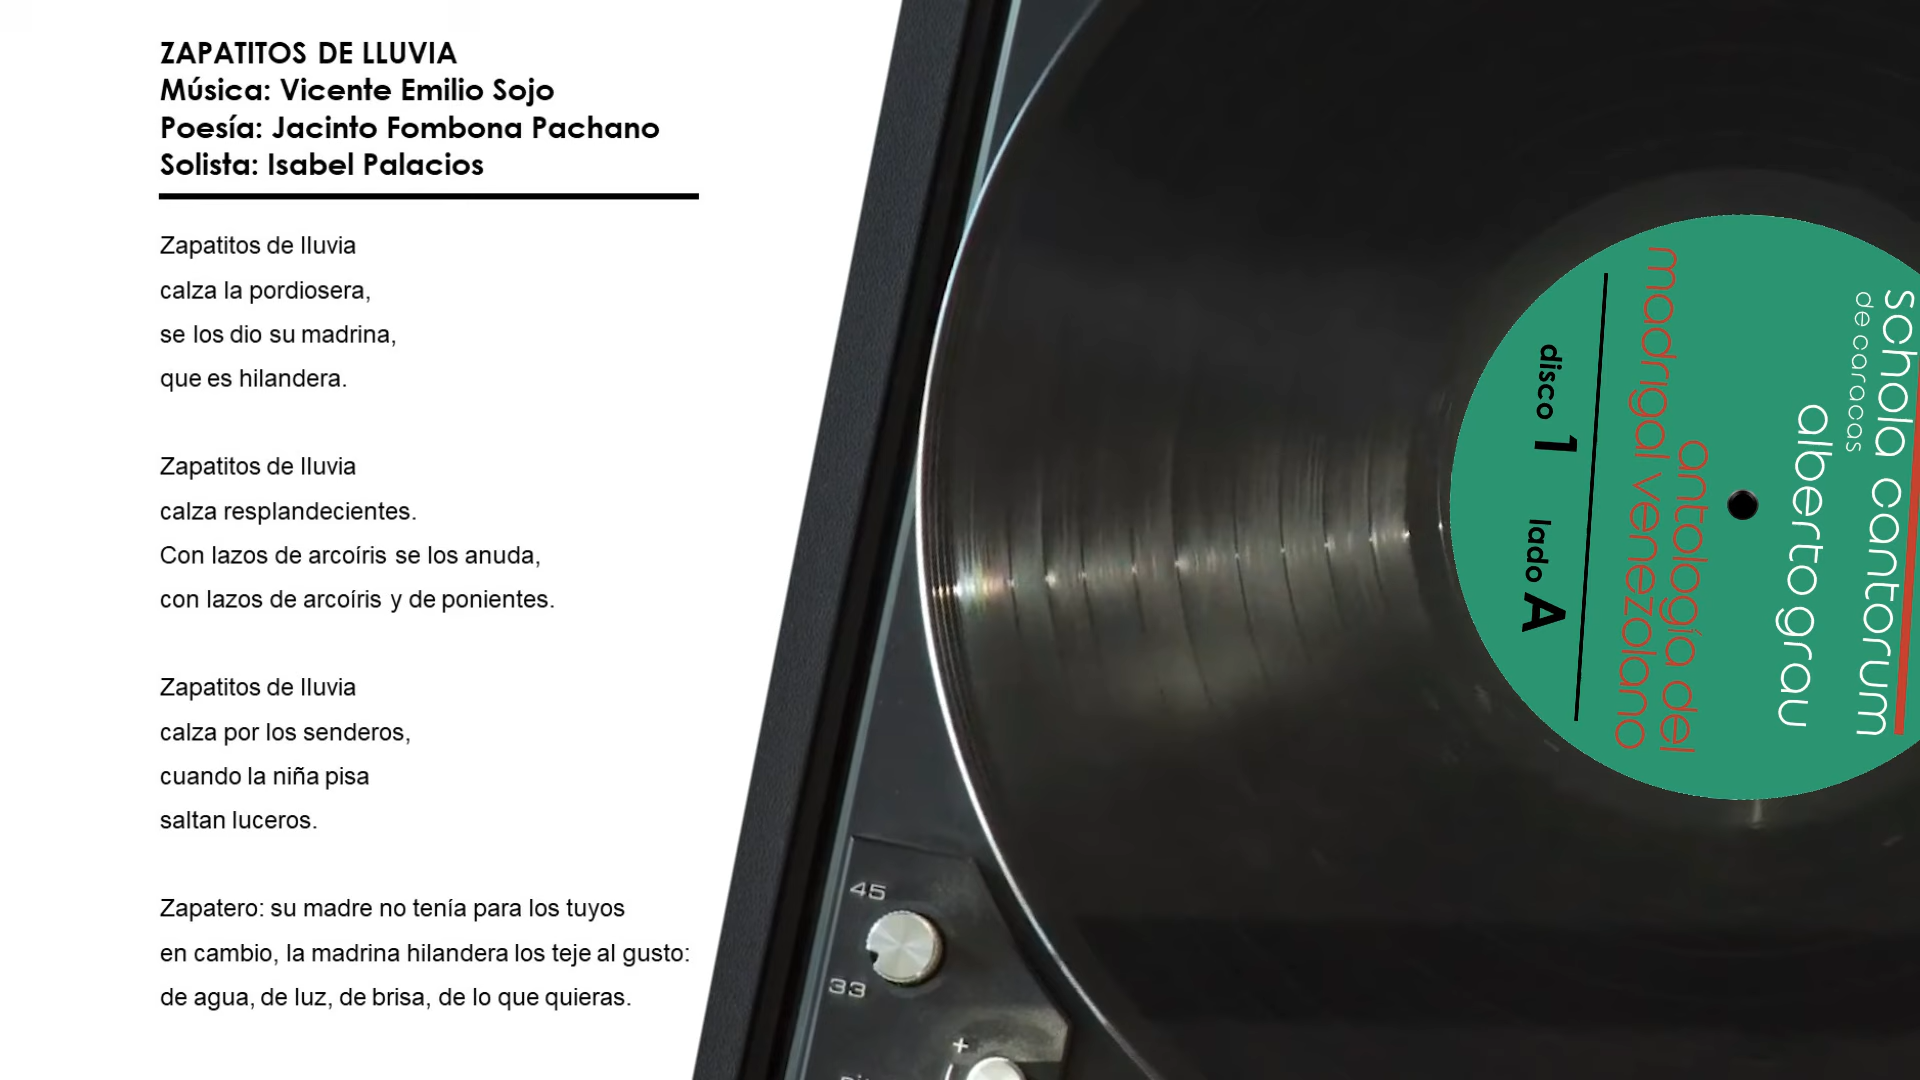 ZAPATITOS DE LLUVIA
Música: Vicente Emilio Sojo
Poesía: Jacinto Fombona Pachano
Solista: Isabel Palacios
Zapatitos de lluvia
calza la pordiosera,
se los dio su madrina,
que es hilandera.
Zapatitos de lluvia
calza resplandecientes.
Con lazos de arcoíris se los anuda,
con lazos de arcoíris y de ponientes.
Zapatitos de lluvia
calza por los senderos,
cuando la niña pisa
saltan luceros.
Zapatero: su madre no tenía para los tuyos
en cambio, la madrina hilandera los teje al gusto:
de agua, de luz, de brisa, de lo que quieras.
schola cantorum
de caracas
alberto grau
antología del
madrigal venezolano
disco 1 lado A
45
33
+